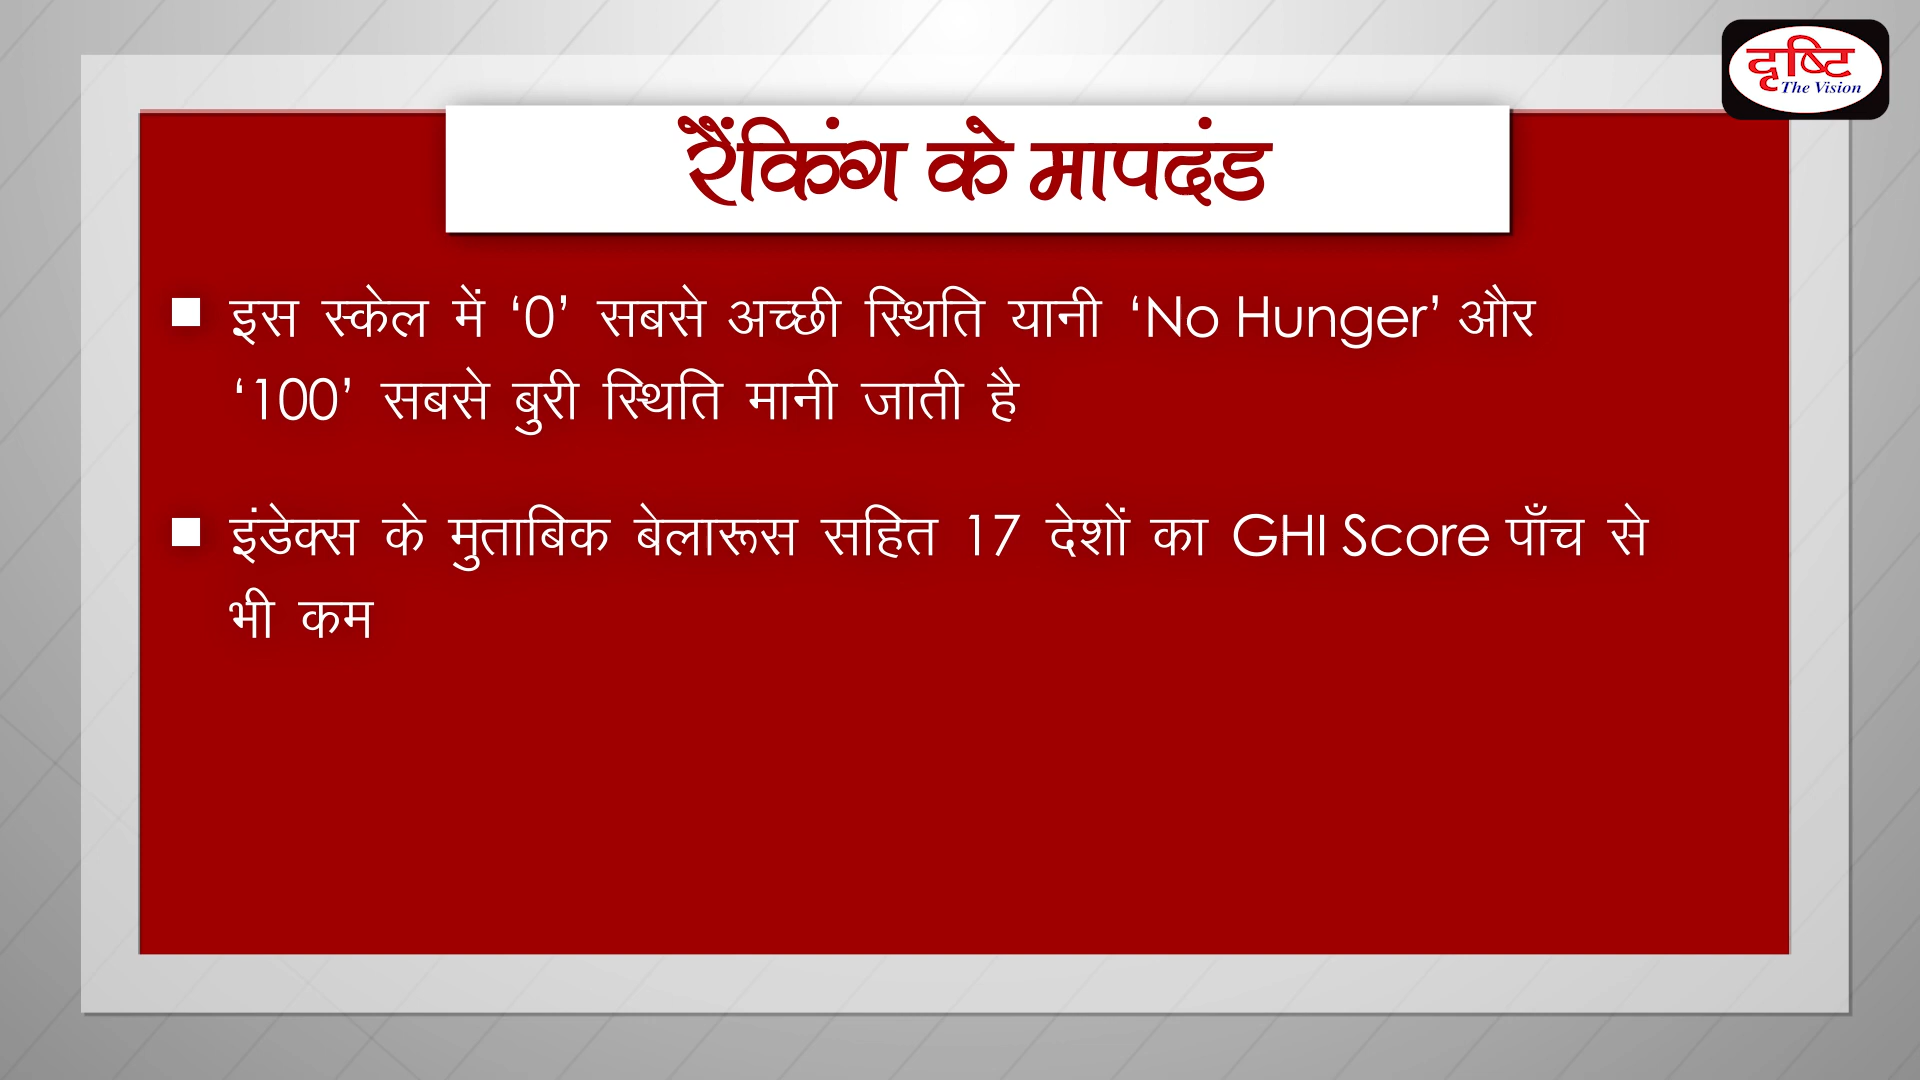 दृष्टि
The Vision
रैंकिंग के मापदंड
■ इस स्केल में ‘0’ सबसे अच्छी स्थिति यानी ‘No Hunger’ और
‘100’ सबसे बुरी स्थिति मानी जाती है
■ इंडेक्स के मुताबिक बेलारूस सहित 17 देशों का GHI Score पाँच से
भी कम